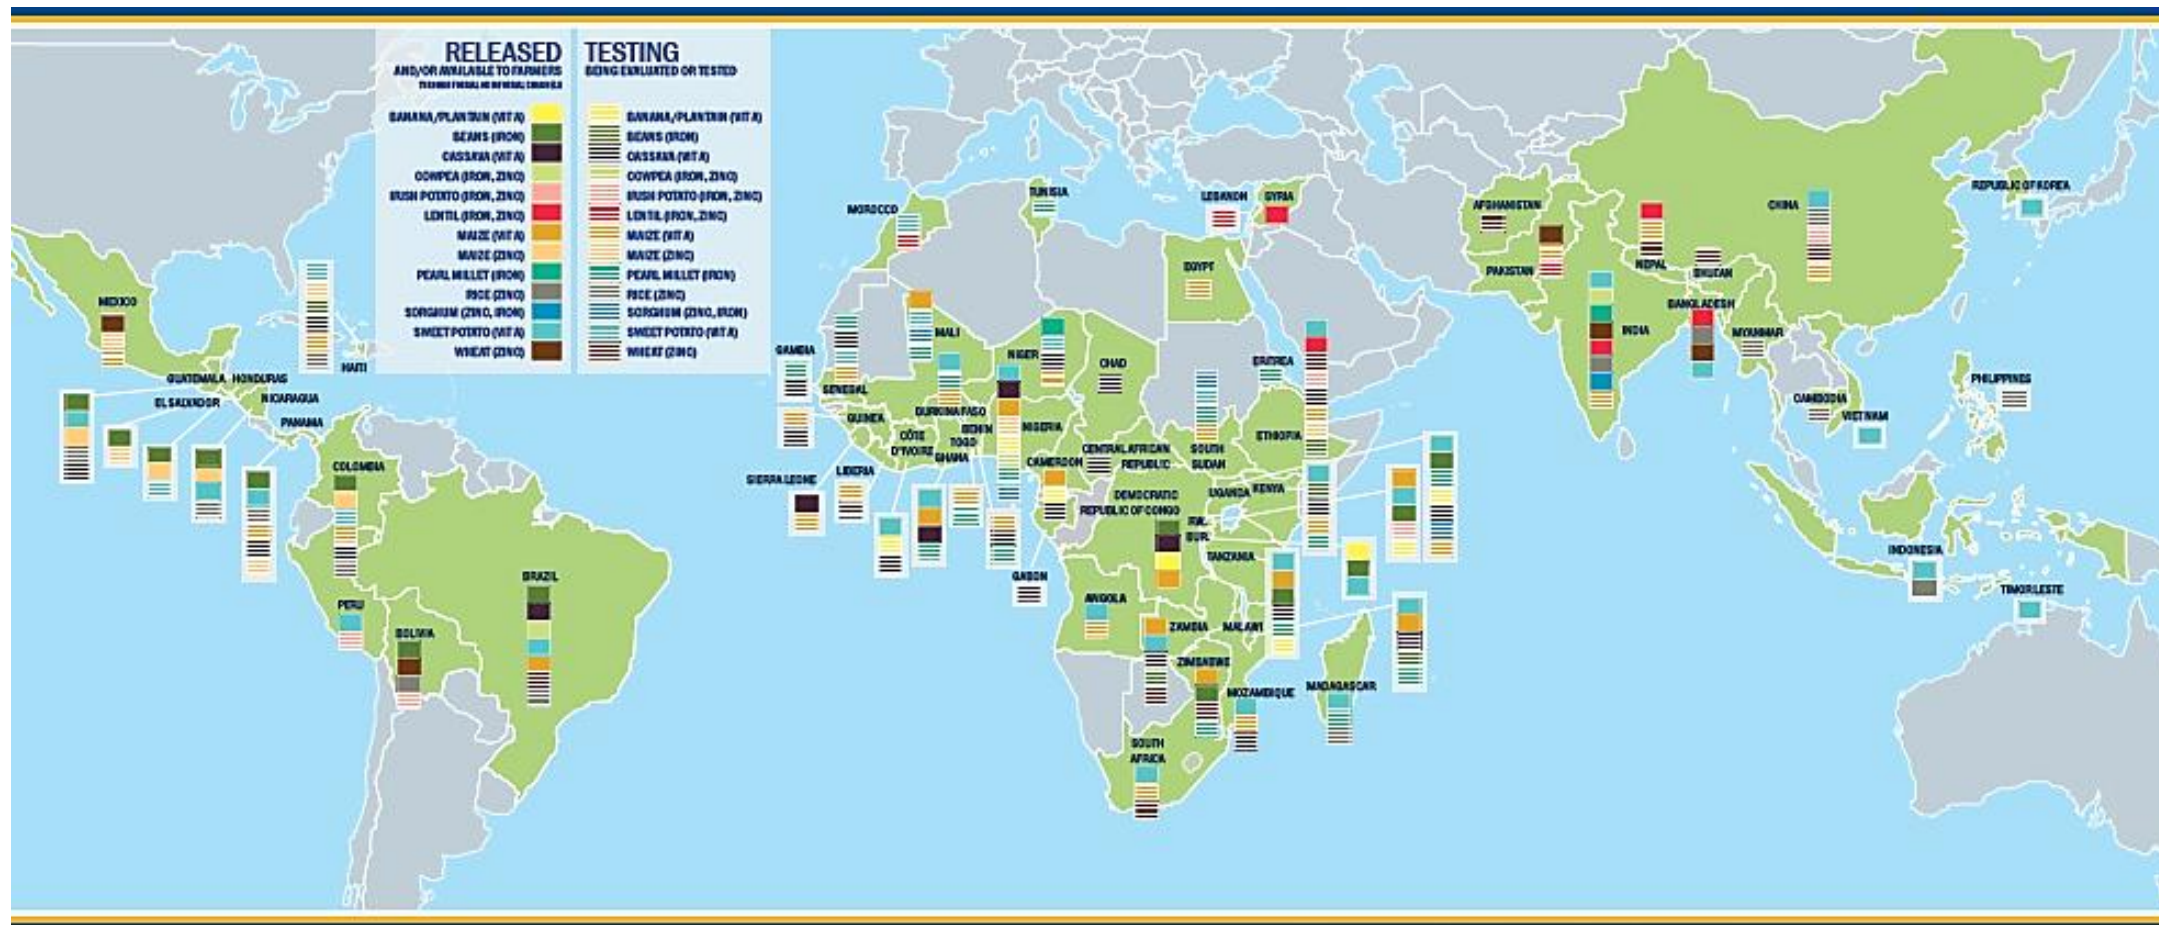 RELEASED
AND/OR AVAILABLE TO FARMERS
BANANA/PLANTAIN (VIT A)
BEANS (IRON)
CASSAVA (VIT A)
COWPEA (IRON, ZINC)
IRISH POTATO (IRON, ZINC)
LENTIL (IRON, ZINC)
MAIZE (VIT A)
MAIZE (ZINC)
PEARL MILLET (IRON)
RICE (ZINC)
SORGHUM (ZINC, IRON)
SWEET POTATO (VIT A)
WHEAT (ZINC)
TESTING
BEING EVALUATED OR TESTED
BANANA/PLANTAIN (VIT A)
BEANS (IRON)
CASSAVA (VIT A)
COWPEA (IRON, ZINC)
IRISH POTATO (IRON, ZINC)
LENTIL (IRON, ZINC)
MAIZE (VIT A)
MAIZE (ZINC)
PEARL MILLET (IRON)
RICE (ZINC)
SORGHUM (ZINC, IRON)
SWEET POTATO (VIT A)
WHEAT (ZINC)
MEXICO
HAITI
GUATEMALA
HONDURAS
EL SALVADOR
NICARAGUA
PANAMA
COLOMBIA
PERU
BOLIVIA
BRAZIL
MOROCCO
TUNISIA
LEBANON
SYRIA
EGYPT
MALI
NIGER
CHAD
ERITREA
GAMBIA
SENEGAL
GUINEA
BURKINA FASO
BENIN
NIGERIA
CÔTE
D'IVOIRE
TOGO
GHANA
SIERRA LEONE
LIBERIA
CAMEROON
CENTRAL AFRICAN
REPUBLIC
SOUTH
SUDAN
ETHIOPIA
DEMOCRATIC
REPUBLIC OF CONGO
UGANDA
KENYA
RW.
BUR.
TANZANIA
GABON
ANGOLA
ZAMBIA
MALAWI
ZIMBABWE
MOZAMBIQUE
MADAGASCAR
SOUTH
AFRICA
AFGHANISTAN
PAKISTAN
INDIA
NEPAL
BHUTAN
BANGLADESH
MYANMAR
CHINA
REPUBLIC OF KOREA
CAMBODIA
VIETNAM
PHILIPPINES
INDONESIA
TIMOR LESTE